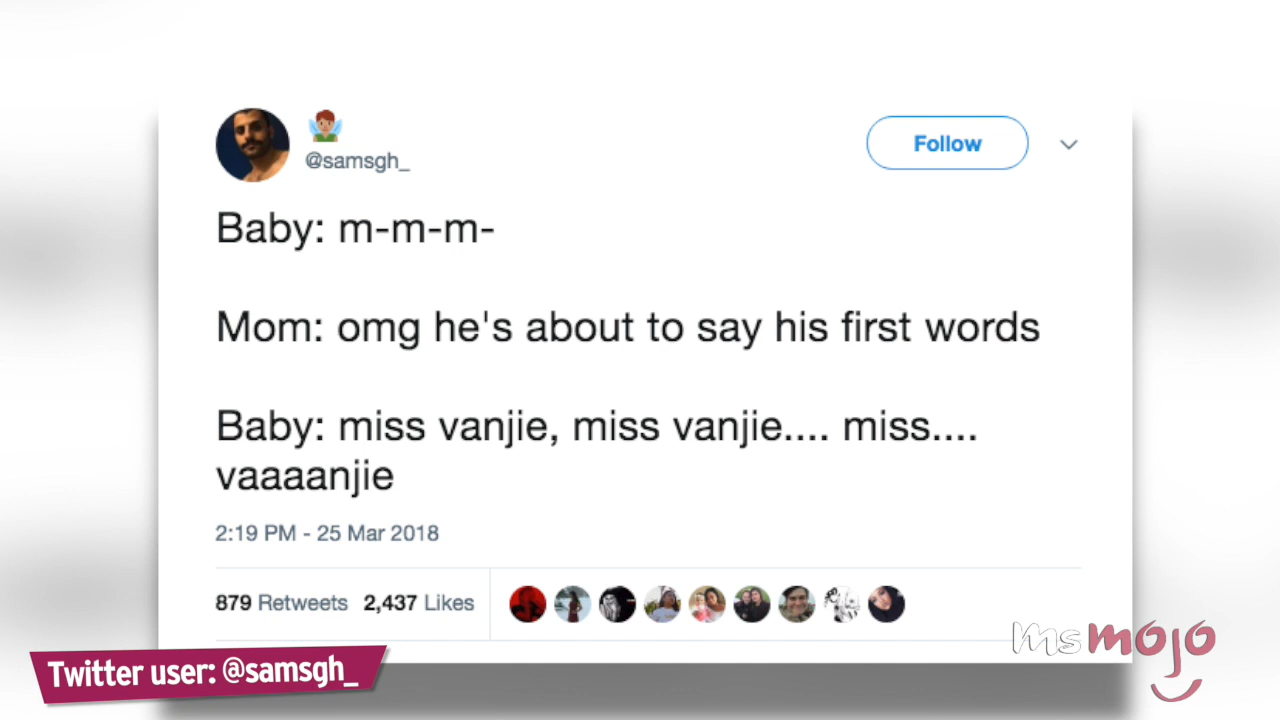 @samsgh_
Follow
Baby: m-m-m-
Mom: omg he's about to say his first words
Baby: miss vanjie, miss vanjie.... miss....
vaaaanjie
2:19 PM - 25 Mar 2018
879 Retweets 2,437 Likes
msmojo
Twitter user: @samsgh_